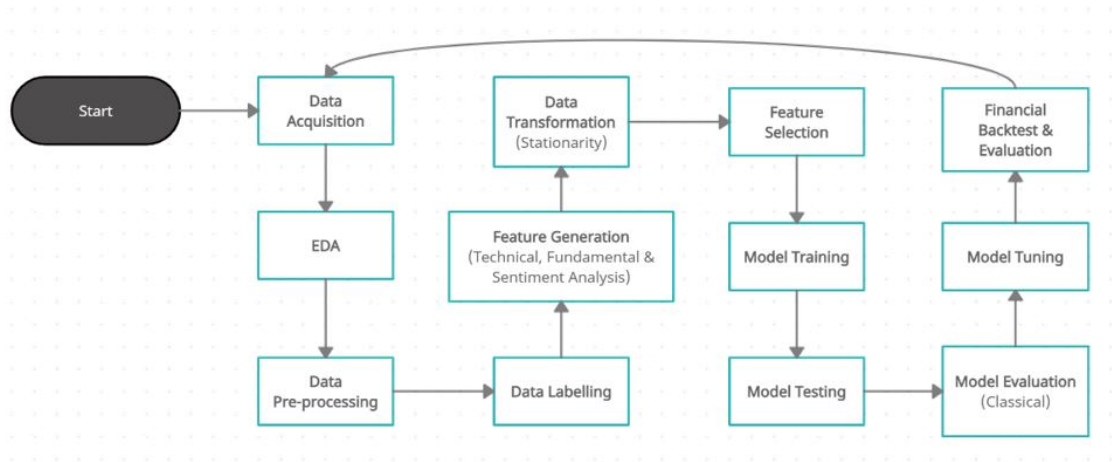 Start
Data
Acquisition
EDA
Data
Pre-processing
Data Labelling
Feature Generation
(Technical, Fundamental &
Sentiment Analysis)
Data
Transformation
(Stationarity)
Feature
Selection
Model Training
Model Testing
Model Evaluation
(Classical)
Model Tuning
Financial
Backtest &
Evaluation